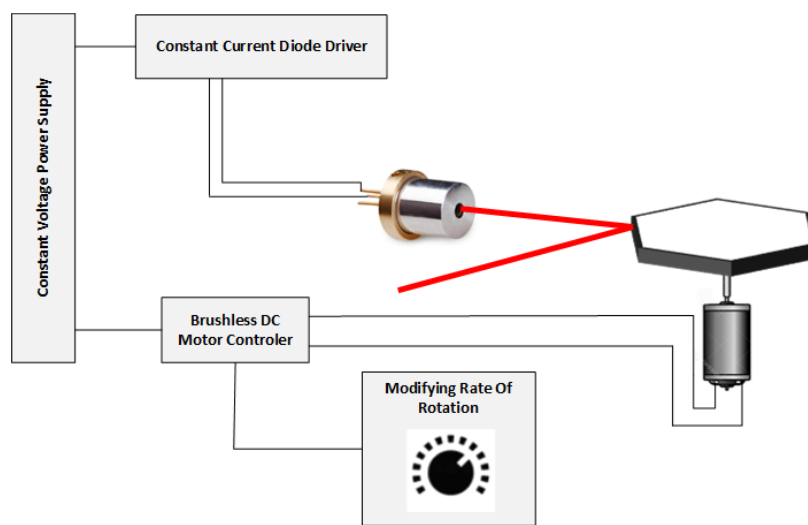 Constant Current Diode Driver
Constant Voltage Power Supply
Brushless DC
Motor Controler
Modifying Rate Of
Rotation